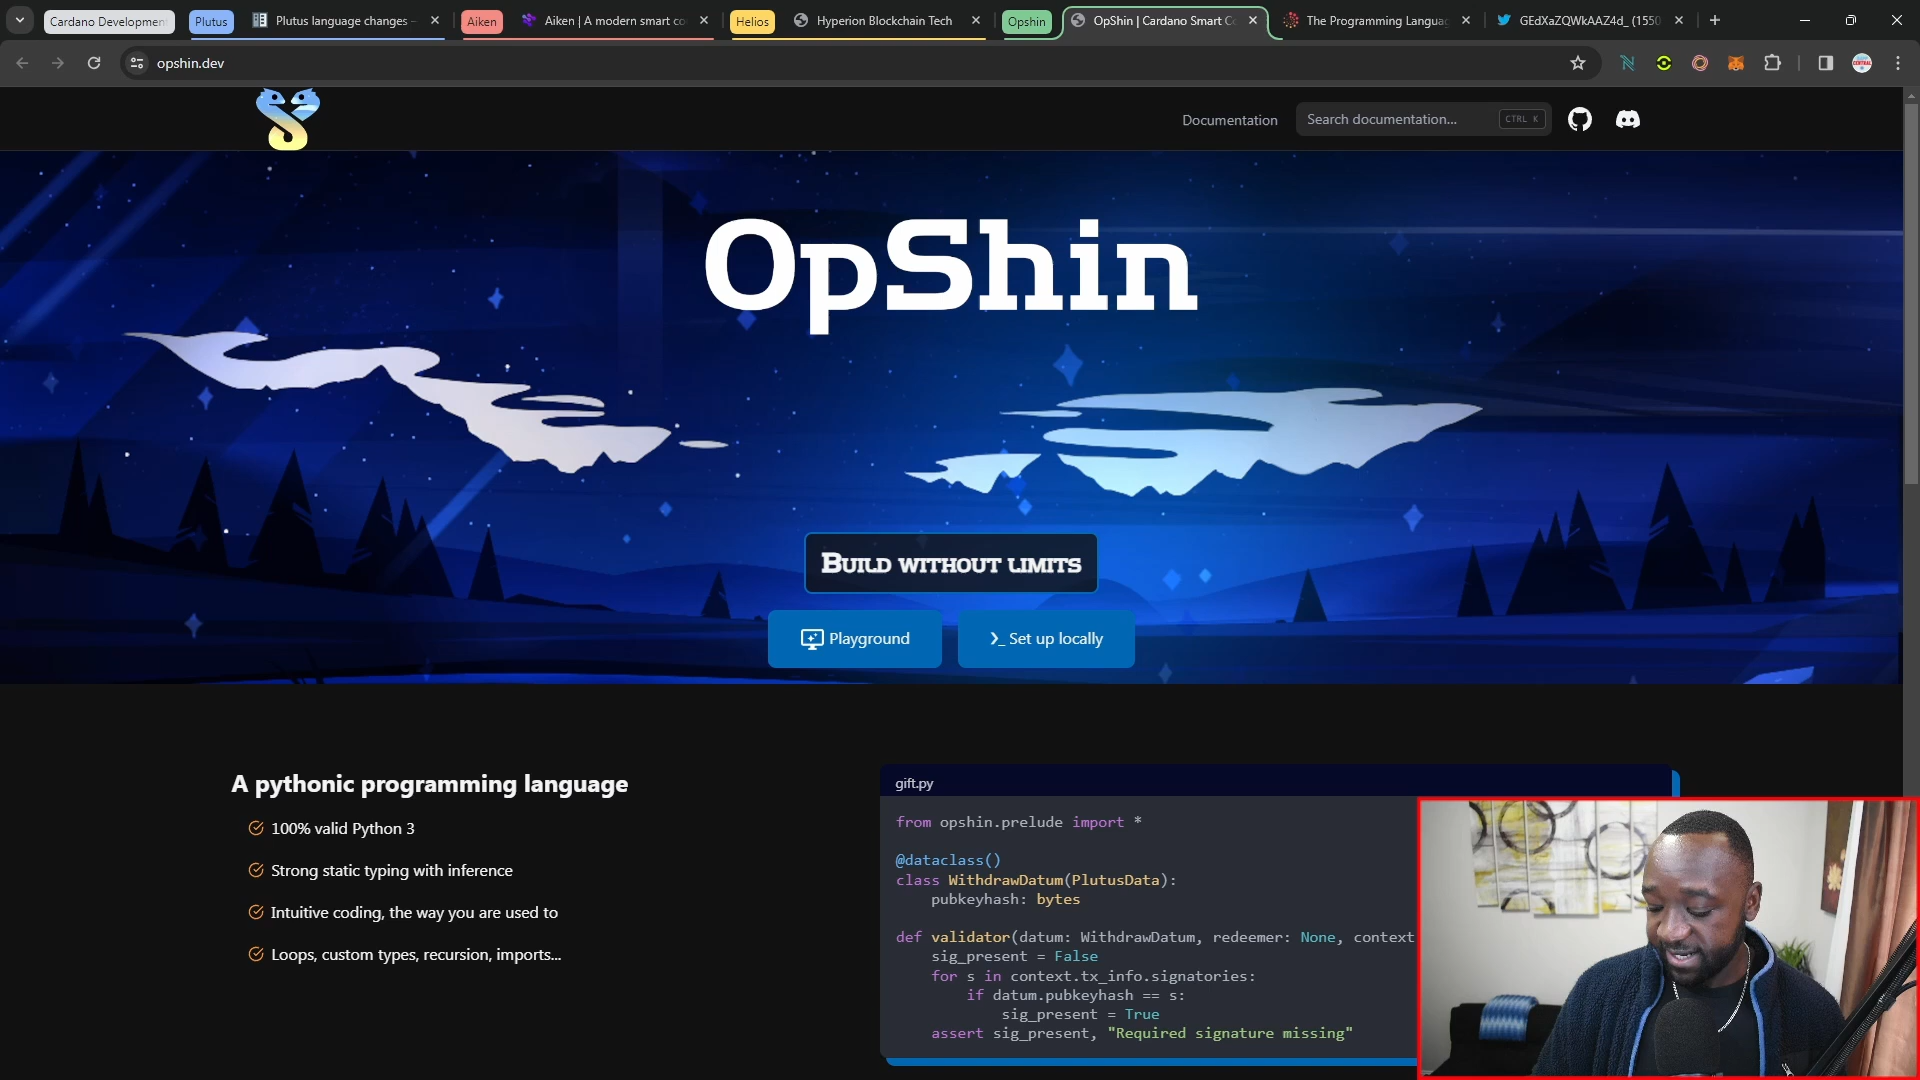 Cardano Development
Plutus
Plutus language changes
Aiken
Aiken | A modern smart co
Helios
Hyperion Blockchain Tech
Opshin
OpShin | Cardano Smart Co
The Programming Languag
GEdXaZQWkAAZ4d_ (1550
opshin.dev
Documentation
Search documentation...
CTRL K
OpShin
BUILD WITHOUT LIMITS
Playground
>_ Set up locally
A pythonic programming language
100% valid Python 3
Strong static typing with inference
Intuitive coding, the way you are used to
Loops, custom types, recursion, imports...
gift.py
from opshin.prelude import *
@dataclass()
class WithdrawDatum(PlutusData):
pubkeyhash: bytes
def validator(datum: WithdrawDatum, redeemer: None, context
sig_present = False
for s in context.tx_info.signatories:
if datum.pubkeyhash == s:
sig_present = True
assert sig_present, "Required signature missing"